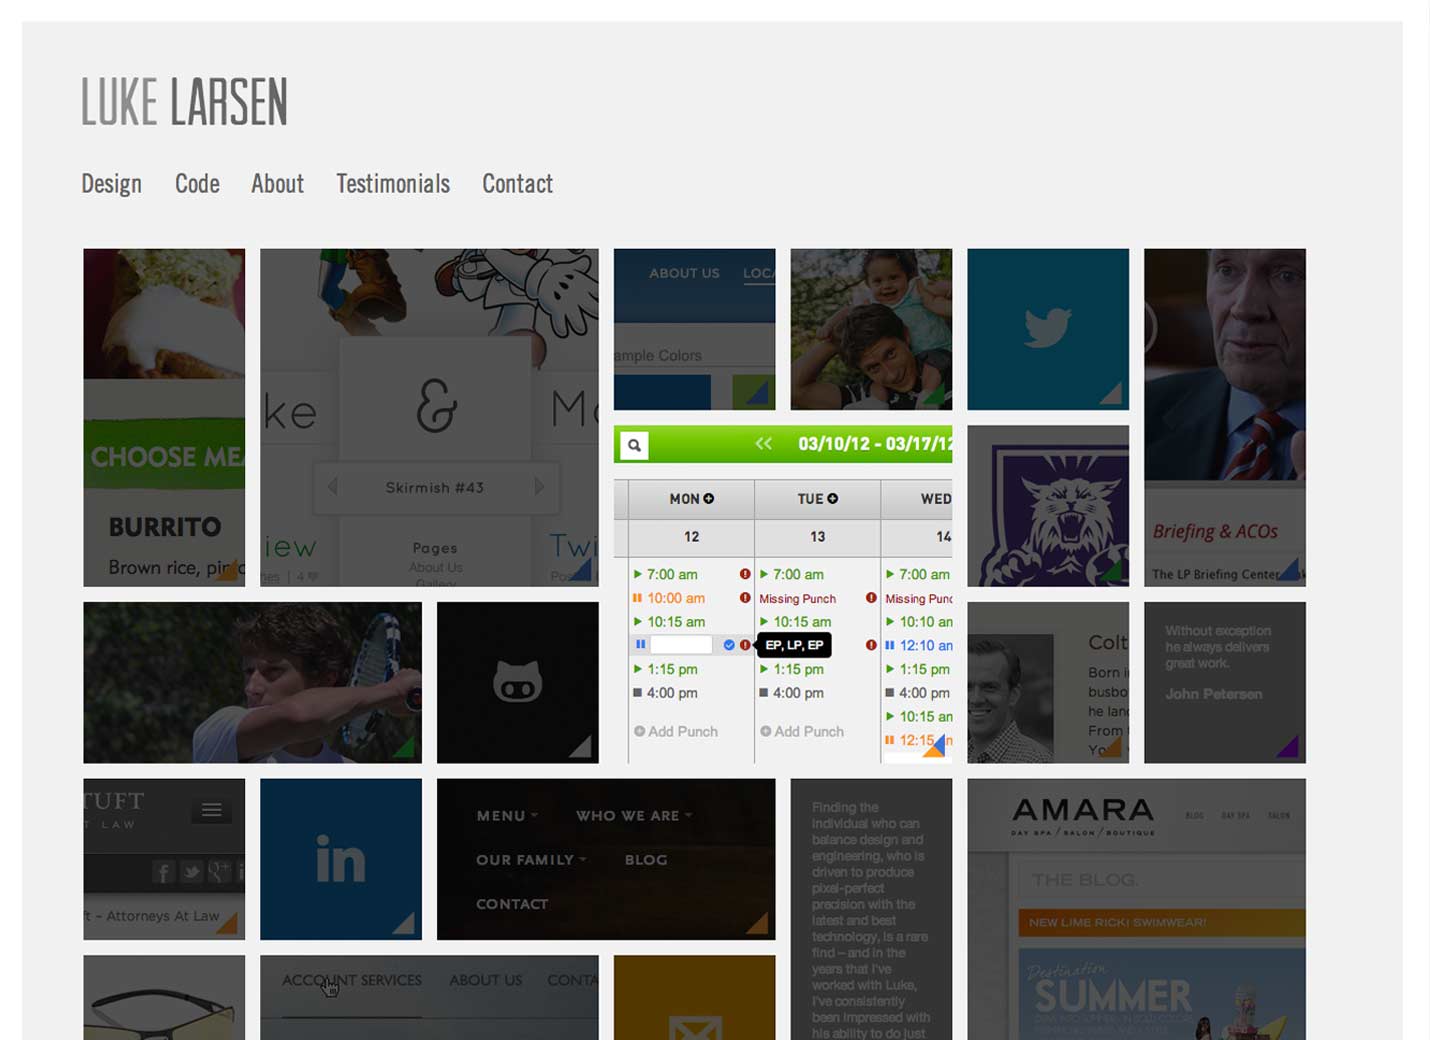 LUKE LARSEN
Design Code About Testimonials Contact
CHOOSE MEA
BURRITO
Brown rice, pinto
ke
&
Mo
Skirmish #43
iew
Pages
About Us
Gallery
Twi
4
ABOUT US LOCA
ample Colors
03/10/12 - 03/17/12
MON TUE WED
12 13 14
7:00 am 7:00 am 7:00 am
10:00 am Missing Punch Missing Punc
10:15 am 10:15 am 10:10 am
EP, LP, EP 12:10 am
1:15 pm 1:15 pm 1:15 pm
4:00 pm 4:00 pm 4:00 pm
10:15 am
Add Punch Add Punch 12:15
Briefing & ACOs
The LP Briefing Center
Colt
Born i
busbo
he lan
From
Yo
Without exception
he always delivers
great work.
John Petersen
TUFT
T LAW
ft – Attorneys At Law
in
MENU WHO WE ARE
OUR FAMILY BLOG
CONTACT
Finding the
individual who can
balance design and
engineering, who is
driven to produce
pixel-perfect
precision with the
latest and best
technology, is a rare
find – and in the
years that I've
worked with Luke,
I've consistently
been impressed with
his ability to do just
AMARA
DAY SPA / SALON / BOUTIQUE
BLOG DAY SPA SALON
THE BLOG.
NEW LIME RICKI SWIMWEAR!
Destination
SUMMER
ACCOUNT SERVICES ABOUT US CONTA